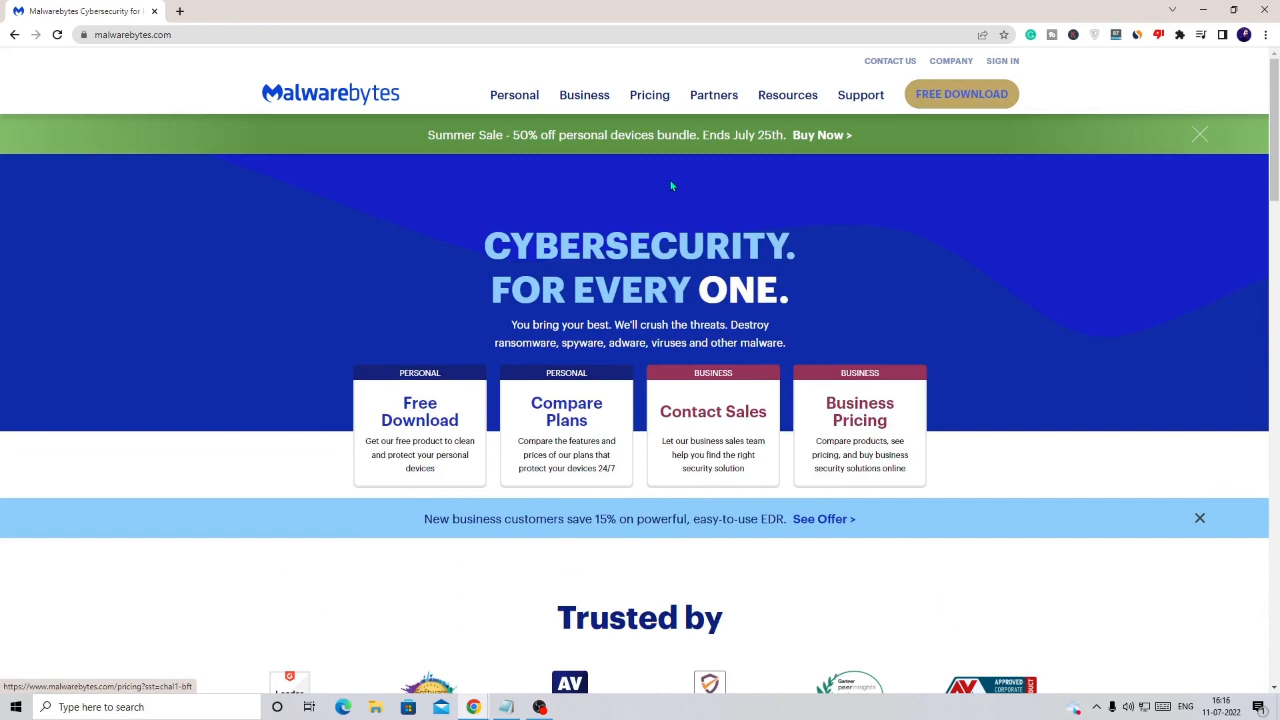 Malwarebytes for
Cybersecurity
malwarebytes.com
CONTACT US
COMPANY
SIGN IN
Malwarebytes
Personal
Business
Pricing
Partners
Resources
Support
FREE DOWNLOAD
Summer Sale - 50% off personal devices bundle. Ends July 25th. Buy Now >
CYBERSECURITY.
FOR EVERY ONE.
You bring your best. We'll crush the threats. Destroy
ransomware, spyware, adware, viruses and other malware.
PERSONAL
Free
Download
Get our free product to clean
and protect your personal
devices
PERSONAL
Compare
Plans
Compare the features and
prices of our plans that
protect your devices 24/7
BUSINESS
Contact Sales
Let our business sales team
help you find the right
security solution
BUSINESS
Business
Pricing
Compare products, see
pricing, and buy business
security solutions online
New business customers save 15% on powerful, easy-to-use EDR. See Offer >
Trusted by
AV
Gartner
peerinsights
APPROVED
CORPORATE
https://www.malwarebytes.com/pricing?sst=chal1-bft
Type here to search
ENG
16:16
11-07-2022